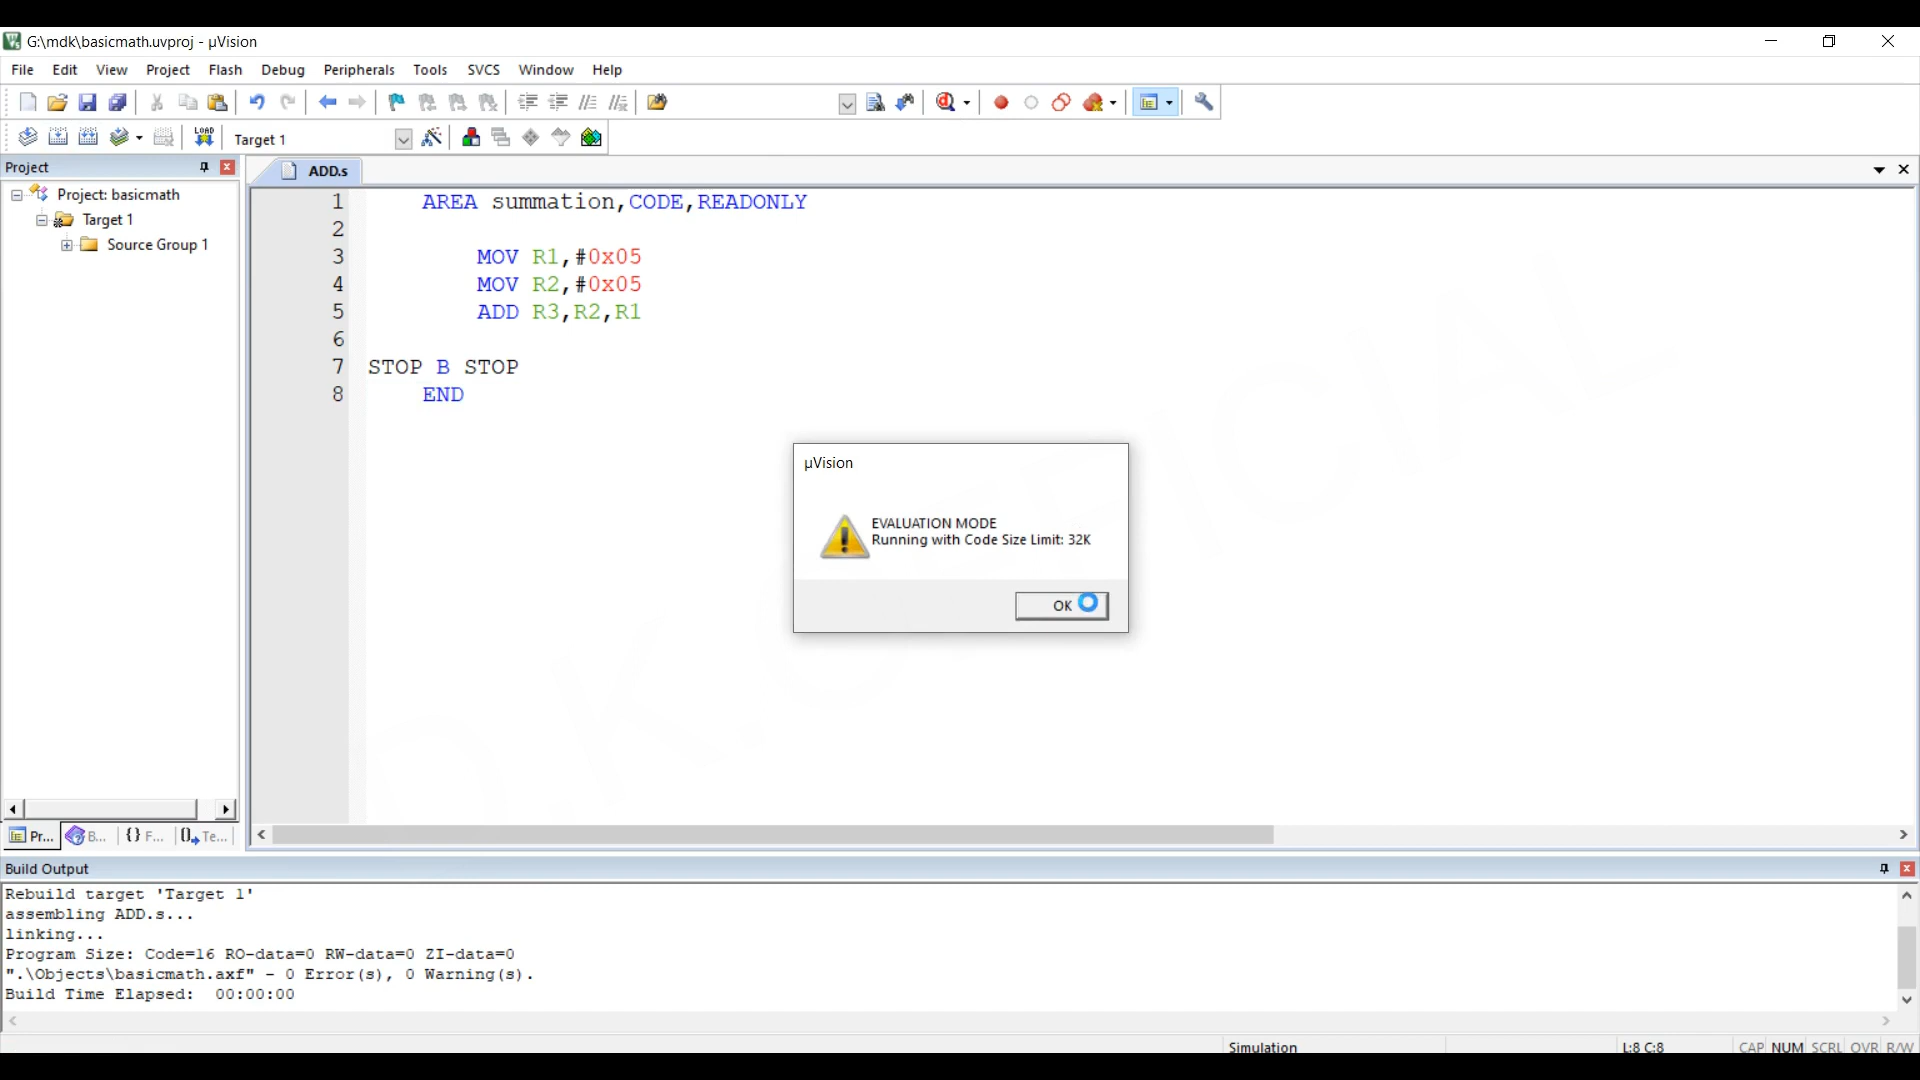 G:\mdk\basicmath.uvproj - µVision
File Edit View Project Flash Debug Peripherals Tools SVCS Window Help
LOAD Target 1
Project
ADD.s
Project: basicmath
Target 1
Source Group 1
1 AREA summation,CODE,READONLY
2
3 MOV R1,#0x05
4 MOV R2,#0x05
5 ADD R3,R2,R1
6
7 STOP B STOP
8 END
µVision
EVALUATION MODE
Running with Code Size Limit: 32K
OK
Pr... B... {} F... Te...
Build Output
Rebuild target 'Target 1'
assembling ADD.s...
linking...
Program Size: Code=16 RO-data=0 RW-data=0 ZI-data=0
".\Objects\basicmath.axf" - 0 Error(s), 0 Warning(s).
Build Time Elapsed: 00:00:00
Simulation L:8 C:8 CAP NUM SCRL OVR R/W